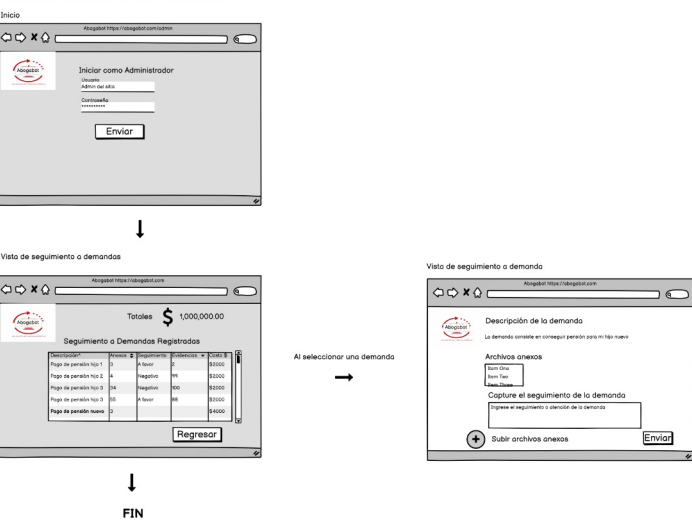 Inicio
Abogabot https://abogabot.com/admin
Abogabot
Iniciar como Administrador
Usuario
Admin del sitio
Contraseña
**********
Enviar
Vista de seguimiento a demandas
Abogabot https://abogabot.com
Abogabot
Totales $ 1,000,000.00
Seguimiento a Demandas Registradas
Descripción^ Anexos Seguimiento Evidencias Costo $
Pago de pensión hijo 1 3 A favor 2 $2000
Pago de pensión hijo 2 4 Negativo 99 $2000
Pago de pensión hijo 3 34 Negativo 100 $2000
Pago de pensión hijo 3 55 A favor 88 $2000
Pago de pensión nuevo 3 $4000
Regresar
FIN
Al seleccionar una demanda
Vista de seguimiento a demanda
Abogabot https://abogabot.com
Abogabot
Descripción de la demanda
La demanda consiste en conseguir pensión para mi hijo nuevo
Archivos anexos
Item One
Item Two
Item Three
Capture el seguimiento de la demanda
Ingrese el seguimiento o atención de la demanda
+ Subir archivos anexos
Enviar